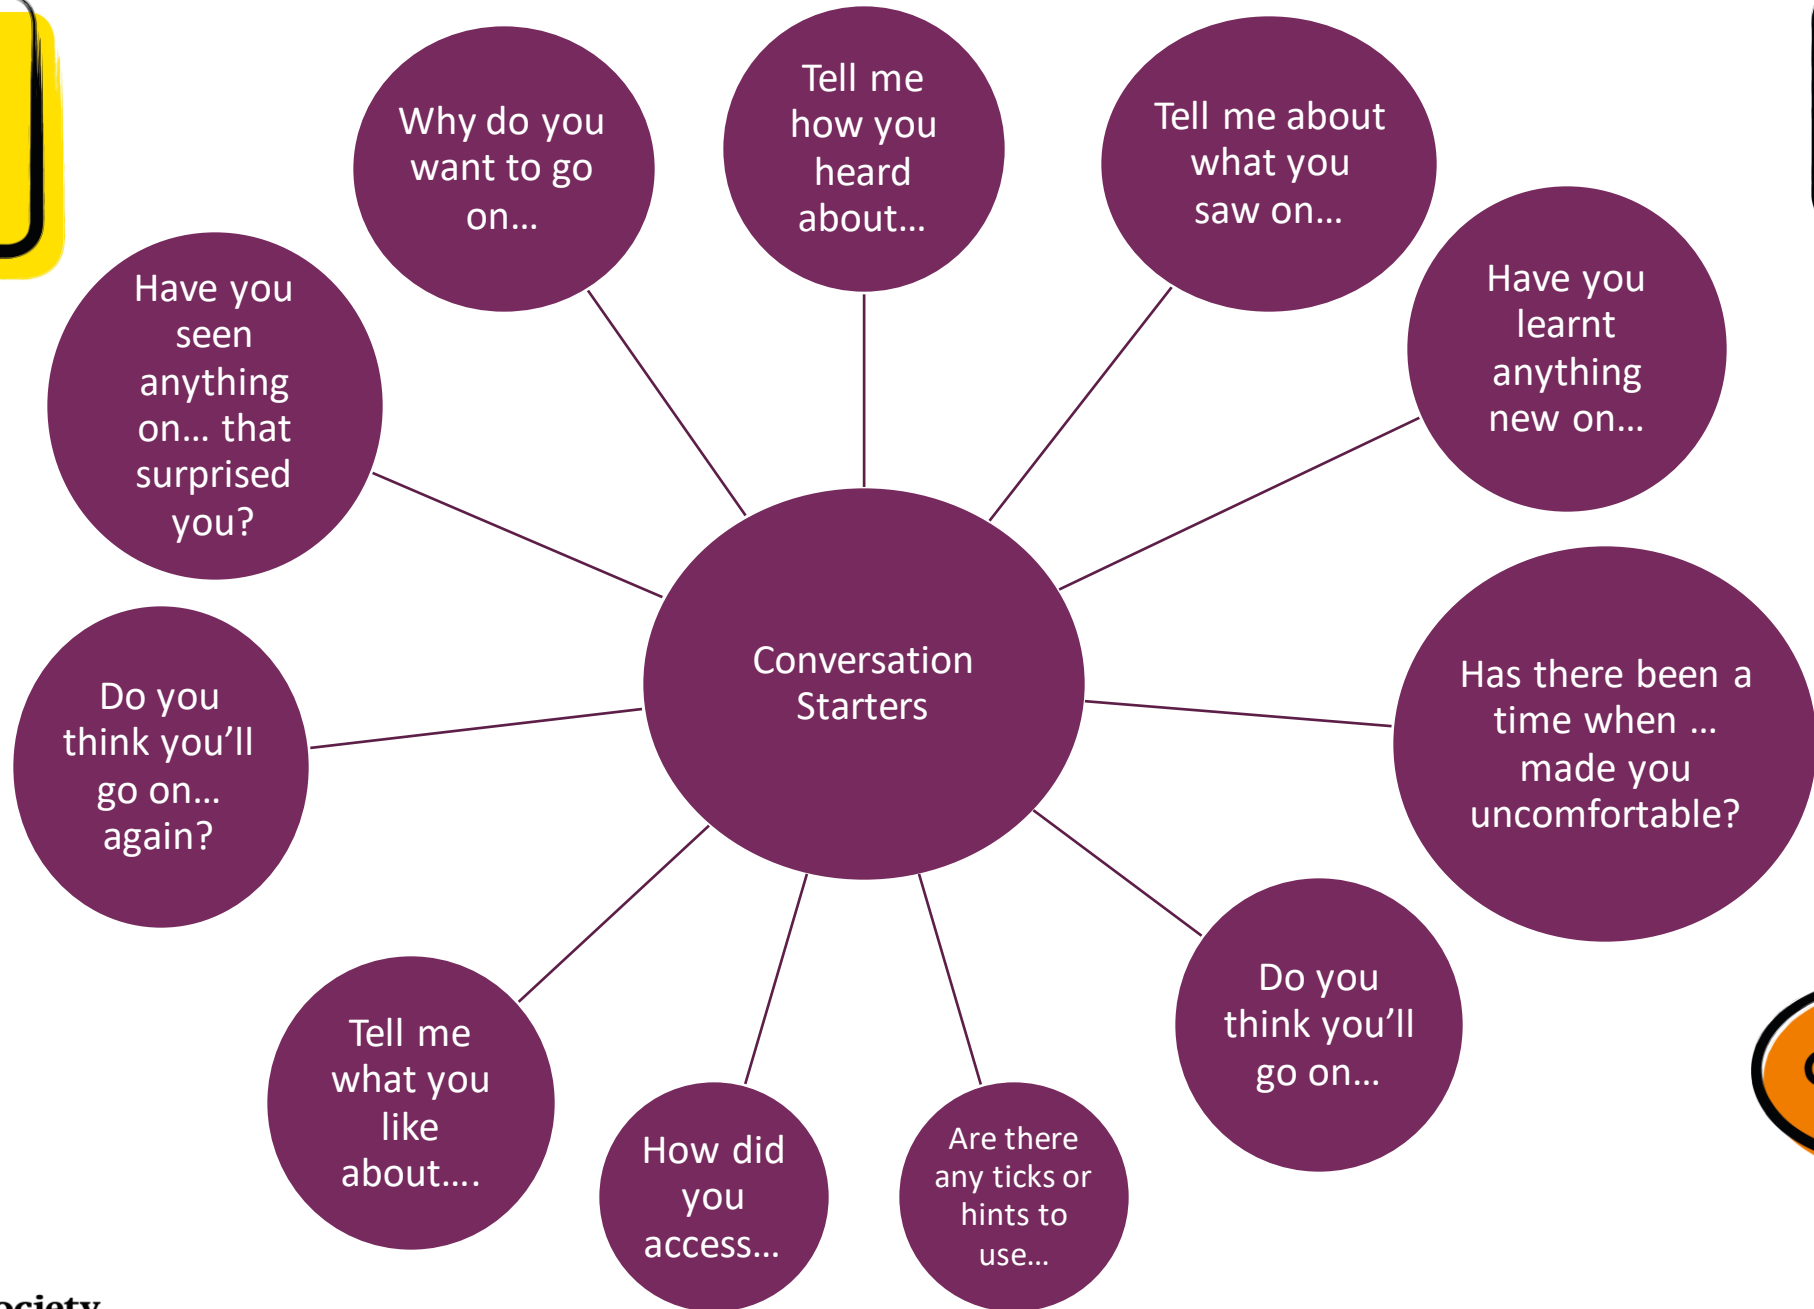 Tell me
how you
heard
about...
Tell me about
what you
saw on...
Have you
learnt
anything
new on...
Has there been a
time when ...
made you
uncomfortable?
Do you
think you’ll
go on...
Are there
any ticks or
hints to
use...
How did
you
access...
Tell me
what you
like
about....
Do you
think you’ll
go on...
again?
Have you
seen
anything
on... that
surprised
you?
Why do you
want to go
on...
Conversation
Starters